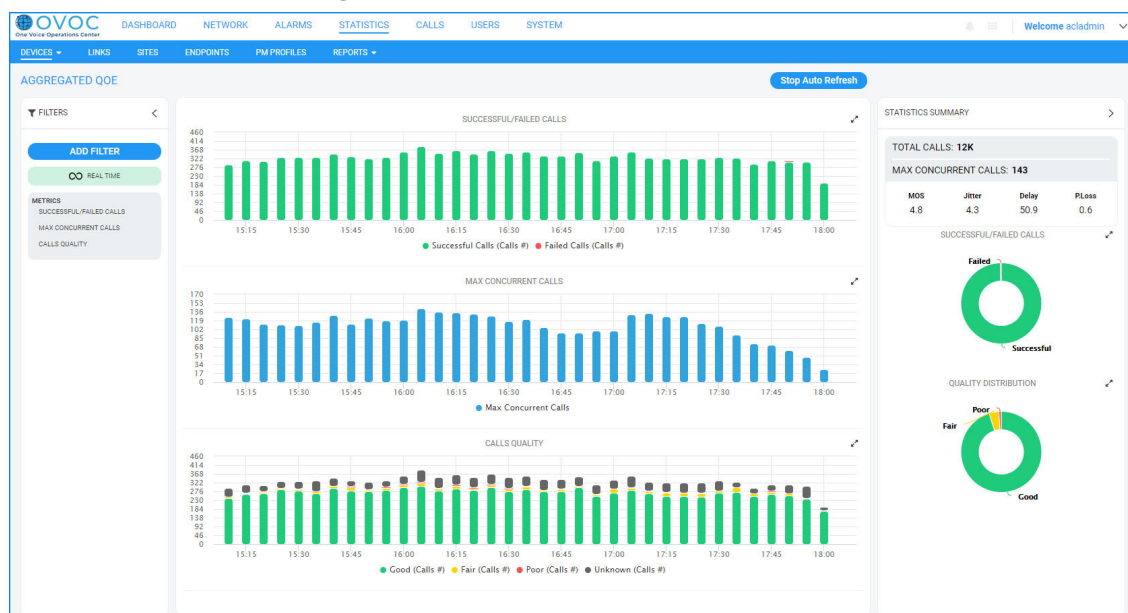 OVOC
One Voice Operations Center
DASHBOARD NETWORK ALARMS STATISTICS CALLS USERS SYSTEM
Welcome acladmin
DEVICES LINKS SITES ENDPOINTS PM PROFILES REPORTS
AGGREGATED QOE
Stop Auto Refresh
FILTERS
ADD FILTER
REAL TIME
METRICS
SUCCESSFUL/FAILED CALLS
MAX CONCURRENT CALLS
CALLS QUALITY
SUCCESSFUL/FAILED CALLS
460
414
368
322
276
230
184
138
92
46
0
15:15 15:30 15:45 16:00 16:15 16:30 16:45 17:00 17:15 17:30 17:45 18:00
Successful Calls (Calls #) Failed Calls (Calls #)
MAX CONCURRENT CALLS
170
153
136
119
102
85
68
51
34
17
0
15:15 15:30 15:45 16:00 16:15 16:30 16:45 17:00 17:15 17:30 17:45 18:00
Max Concurrent Calls
CALLS QUALITY
460
414
368
322
276
230
184
138
92
46
0
15:15 15:30 15:45 16:00 16:15 16:30 16:45 17:00 17:15 17:30 17:45 18:00
Good (Calls #) Fair (Calls #) Poor (Calls #) Unknown (Calls #)
STATISTICS SUMMARY
TOTAL CALLS: 12K
MAX CONCURRENT CALLS: 143
MOS Jitter Delay P.Loss
4.8 4.3 50.9 0.6
SUCCESSFUL/FAILED CALLS
Failed
Successful
QUALITY DISTRIBUTION
Poor
Fair
Good